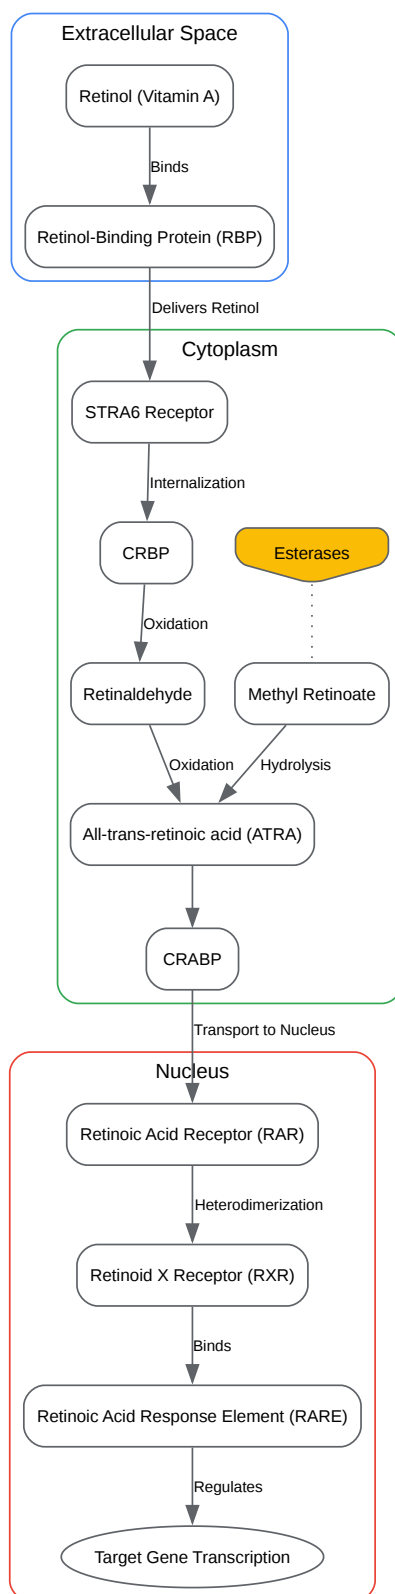 Extracellular Space
Retinol (Vitamin A)
Binds
Retinol-Binding Protein (RBP)
Delivers Retinol
Cytoplasm
STRA6 Receptor
Internalization
CRBP
Esterases
Oxidation
Retinaldehyde
Methyl Retinoate
Oxidation
Hydrolysis
All-trans-retinoic acid (ATRA)
CRABP
Transport to Nucleus
Nucleus
Retinoic Acid Receptor (RAR)
Heterodimerization
Retinoid X Receptor (RXR)
Binds
Retinoic Acid Response Element (RARE)
Regulates
Target Gene Transcription